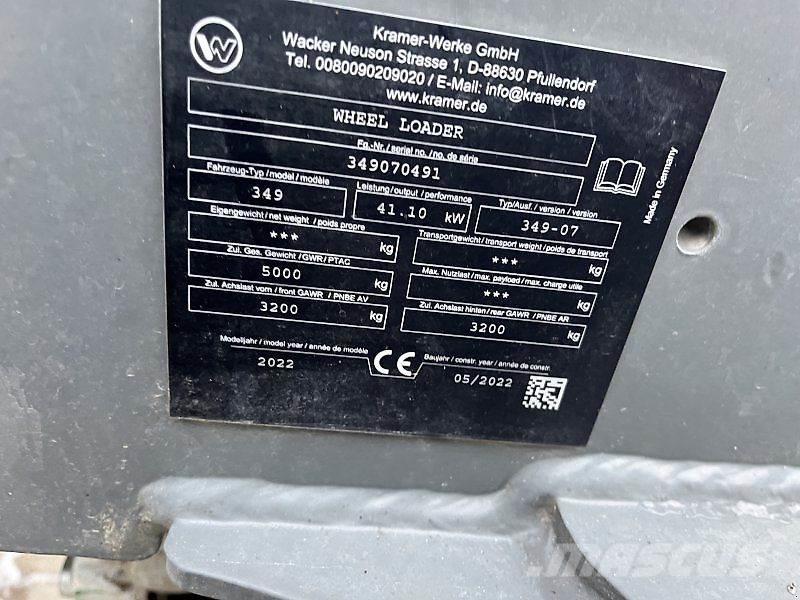 W
Kramer-Werke GmbH
Wacker Neuson Strasse 1, D-88630 Pfullendorf
Tel. 0080090209020 / E-Mail: info@kramer.de
www.kramer.de
WHEEL LOADER
Fg.-Nr./ serial no. / no. de série
349070491
Fahrzeug-Typ / model / modèle
349
Leistung / output / performance
41.10 kW
Typ/Ausf. / version / version
349-07
Eigengewicht / net weight / poids propre
*** kg
Transportgewicht / transport weight / poids de transport
*** kg
Zul. Ges. Gewicht / GWR / PTAC
5000 kg
Max. Nutzlast / max. payload / max. charge utile
*** kg
Zul. Achslast vorn / front GAWR / PNBE AV
3200 kg
Zul. Achslast hinten / rear GAWR / PNBE AR
3200 kg
Modelljahr / model year / année de modèle
2022
CE
Baujahr / constr. year / année de constr.
05/2022
Made in Germany
MASCUS